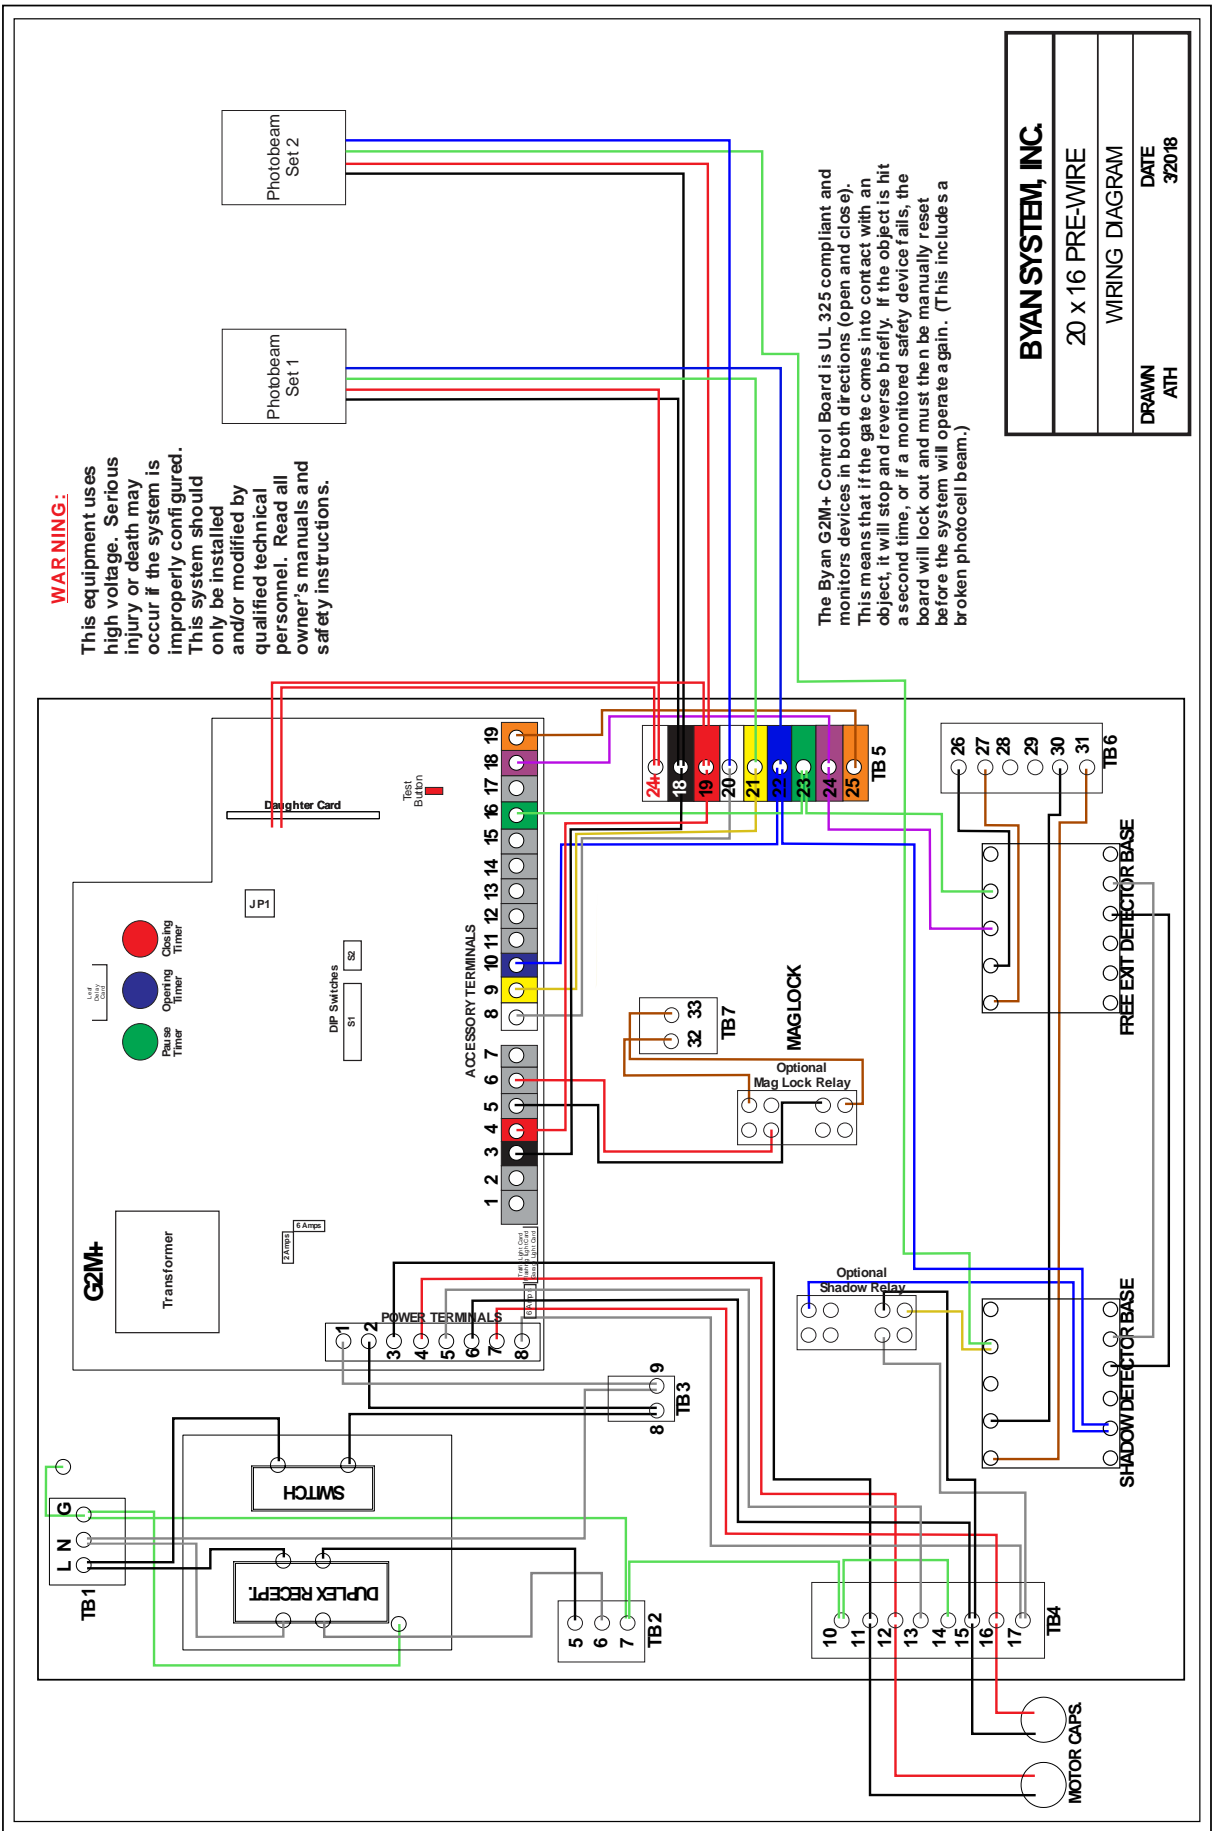 WARNING:
This equipment uses
high voltage. Serious
injury or death may
occur if the system is
improperly configured.
This system should
only be installed
and/or modified by
qualified technical
personnel. Read all
owner's manuals and
safety instructions.
Photobeam
Set 1
Photobeam
Set 2
The Byan G2M+ Control Board is UL 325 compliant and
monitors devices in both directions (open and close).
This means that if the gate comes into contact with an
object, it will stop and reverse briefly. If the object is hit
a second time, or if a monitored safety device fails, the
board will lock out and must then be manually reset
before the system will operate again. (This includes a
broken photocell beam.)
BYAN SYSTEM, INC.
20 x 16 PRE-WIRE
WIRING DIAGRAM
DRAWN
ATH
DATE
3/2018
G2M+
Transformer
2 Amps
6 Amps
Pause
Timer
Opening
Timer
Closing
Timer
Led
Delay
Card
JP1
DIP Switches
S1
S2
Daughter Card
Test
Button
ACCESSORY TERMINALS
1 2 3 4 5 6 7 8 9 10 11 12 13 14 15 16 17 18 19
POWER TERMINALS
1
2
3
4
5
6
7
8
TB1
L N G
SWITCH
DUPLEX RECEPT.
TB2
5
6
7
TB3
8 9
TB4
10
11
12
13
14
15
16
17
MOTOR CAPS.
TB5
24+
18
19
20
21
22
23
24
25
TB6
26
27
28
29
30
31
TB7
32 33
MAG LOCK
Optional
Mag Lock Relay
Optional
Shadow Relay
FREE EXIT DETECTOR BASE
SHADOW DETECTOR BASE